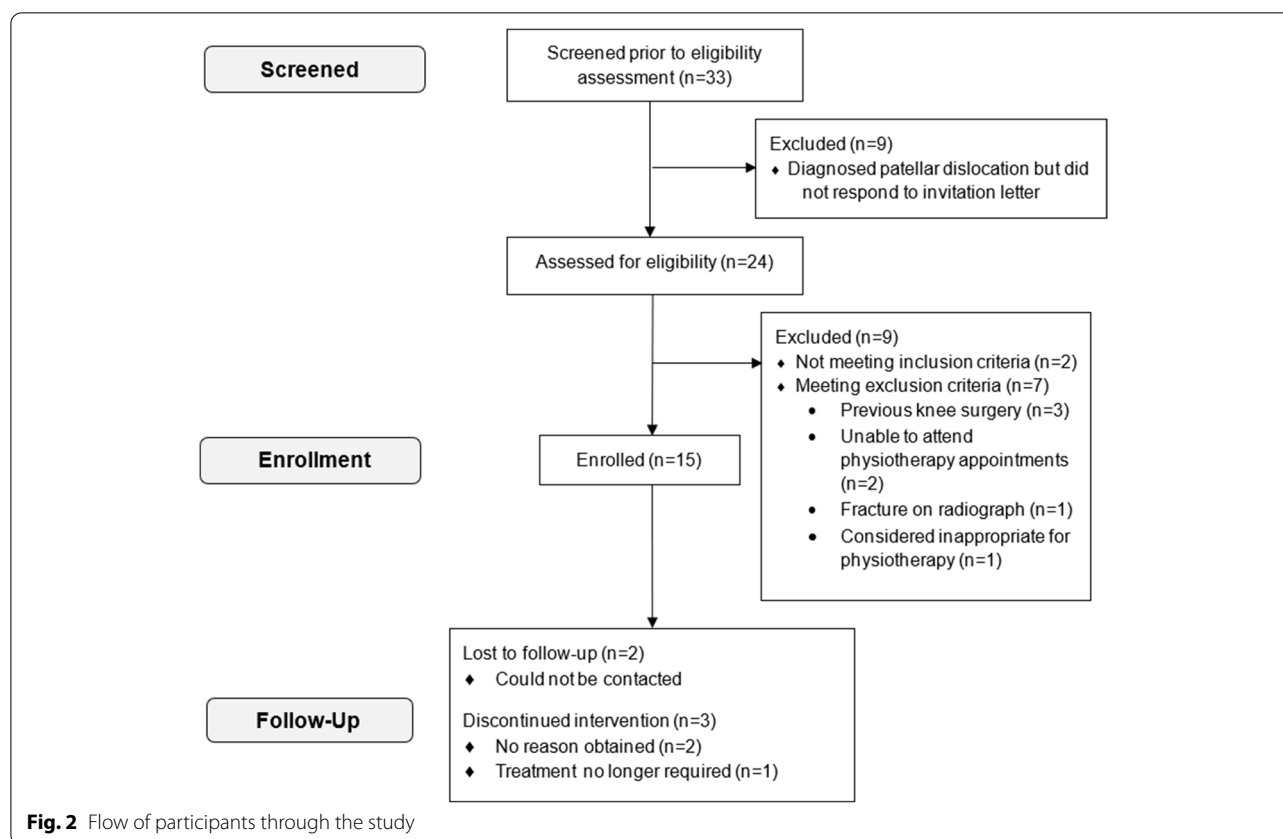 Screened
Screened prior to eligibility
assessment (n=33)
Excluded (n=9)
♦ Diagnosed patellar dislocation but did
not respond to invitation letter
Assessed for eligibility (n=24)
Excluded (n=9)
♦ Not meeting inclusion criteria (n=2)
♦ Meeting exclusion criteria (n=7)
• Previous knee surgery (n=3)
• Unable to attend
physiotherapy appointments
(n=2)
• Fracture on radiograph (n=1)
• Considered inappropriate for
physiotherapy (n=1)
Enrollment
Enrolled (n=15)
Follow-Up
Lost to follow-up (n=2)
♦ Could not be contacted
Discontinued intervention (n=3)
♦ No reason obtained (n=2)
♦ Treatment no longer required (n=1)
Fig. 2 Flow of participants through the study